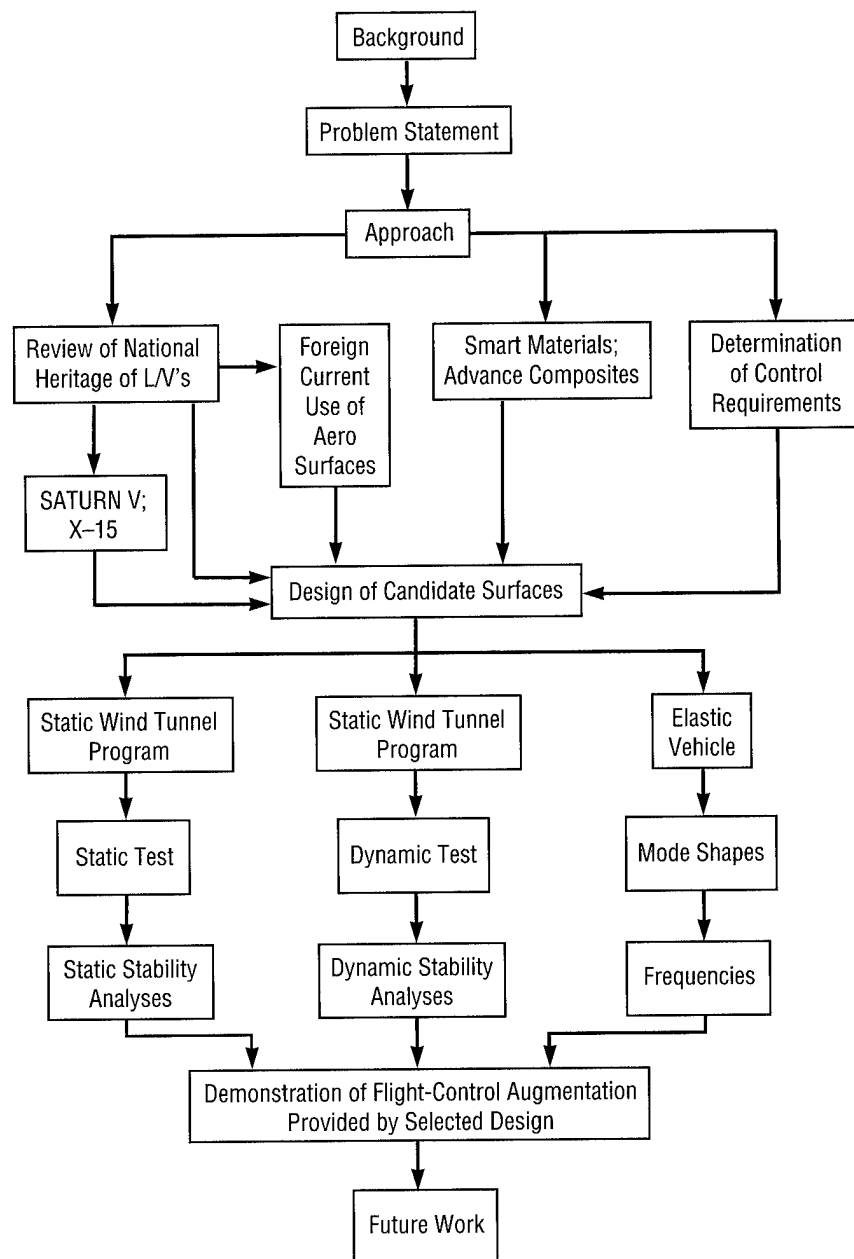 Background
Problem Statement
Approach
Review of National
Heritage of L/V's
Foreign
Current
Use of
Aero
Surfaces
Smart Materials;
Advance Composites
Determination
of Control
Requirements
SATURN V;
X–15
Design of Candidate Surfaces
Static Wind Tunnel
Program
Static Wind Tunnel
Program
Elastic
Vehicle
Static Test
Dynamic Test
Mode Shapes
Static Stability
Analyses
Dynamic Stability
Analyses
Frequencies
Demonstration of Flight-Control Augmentation
Provided by Selected Design
Future Work